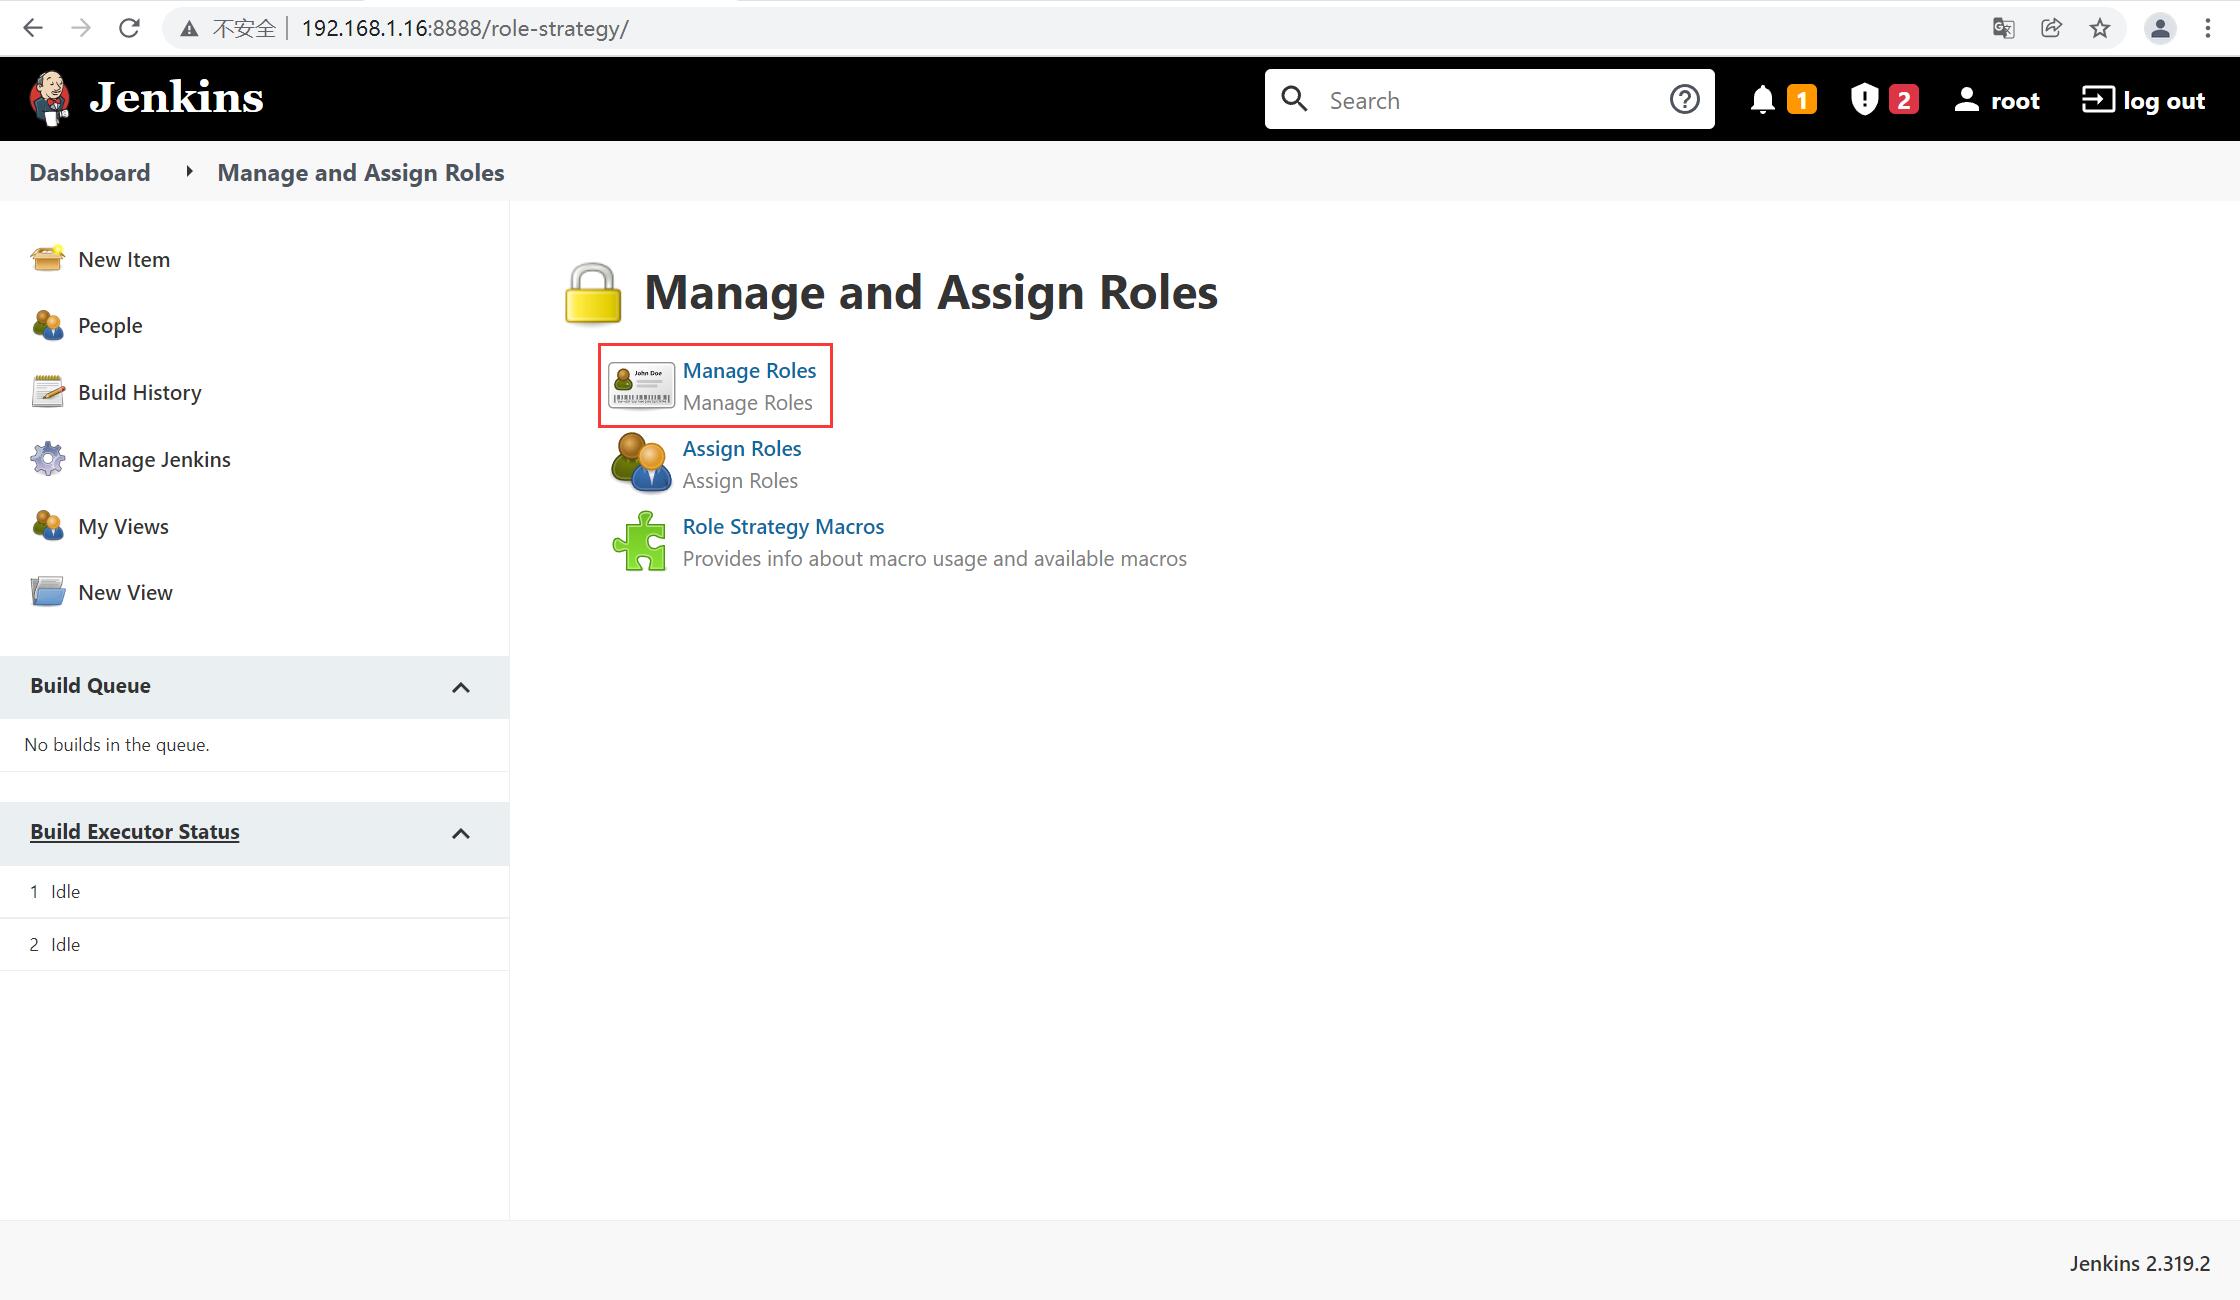 不安全 192.168.1.16:8888/role-strategy/
Jenkins
Search
1
2
root
log out
Dashboard
Manage and Assign Roles
New Item
People
Build History
Manage Jenkins
My Views
New View
Build Queue
No builds in the queue.
Build Executor Status
1 Idle
2 Idle
Manage and Assign Roles
John Doe
Manage Roles
Manage Roles
Assign Roles
Assign Roles
Role Strategy Macros
Provides info about macro usage and available macros
Jenkins 2.319.2